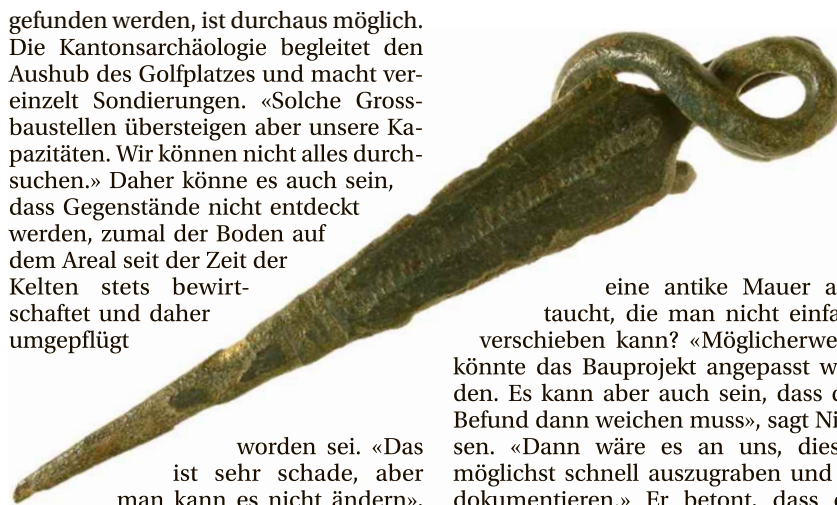 gefunden werden, ist durchaus möglich.
Die Kantonsarchäologie begleitet den
Aushub des Golfplatzes und macht ver-
einzelt Sondierungen. «Solche Gross-
baustellen übersteigen aber unsere Ka-
pazitäten. Wir können nicht alles durch-
suchen.» Daher könne es auch sein,
dass Gegenstände nicht entdeckt
werden, zumal der Boden auf
dem Areal seit der Zeit der
Kelten stets bewirt-
schaftet und daher
umgepflügt
worden sei. «Das
ist sehr schade, aber
man kann es nicht ändern».
eine antike Mauer a
taucht, die man nicht einfa
verschieben kann? «Möglicherwe
könnte das Bauprojekt angepasst w
den. Es kann aber auch sein, dass d
Befund dann weichen muss», sagt Ni
sen. «Dann wäre es an uns, dies
möglichst schnell auszugraben und
dokumentieren.» Er betont, dass